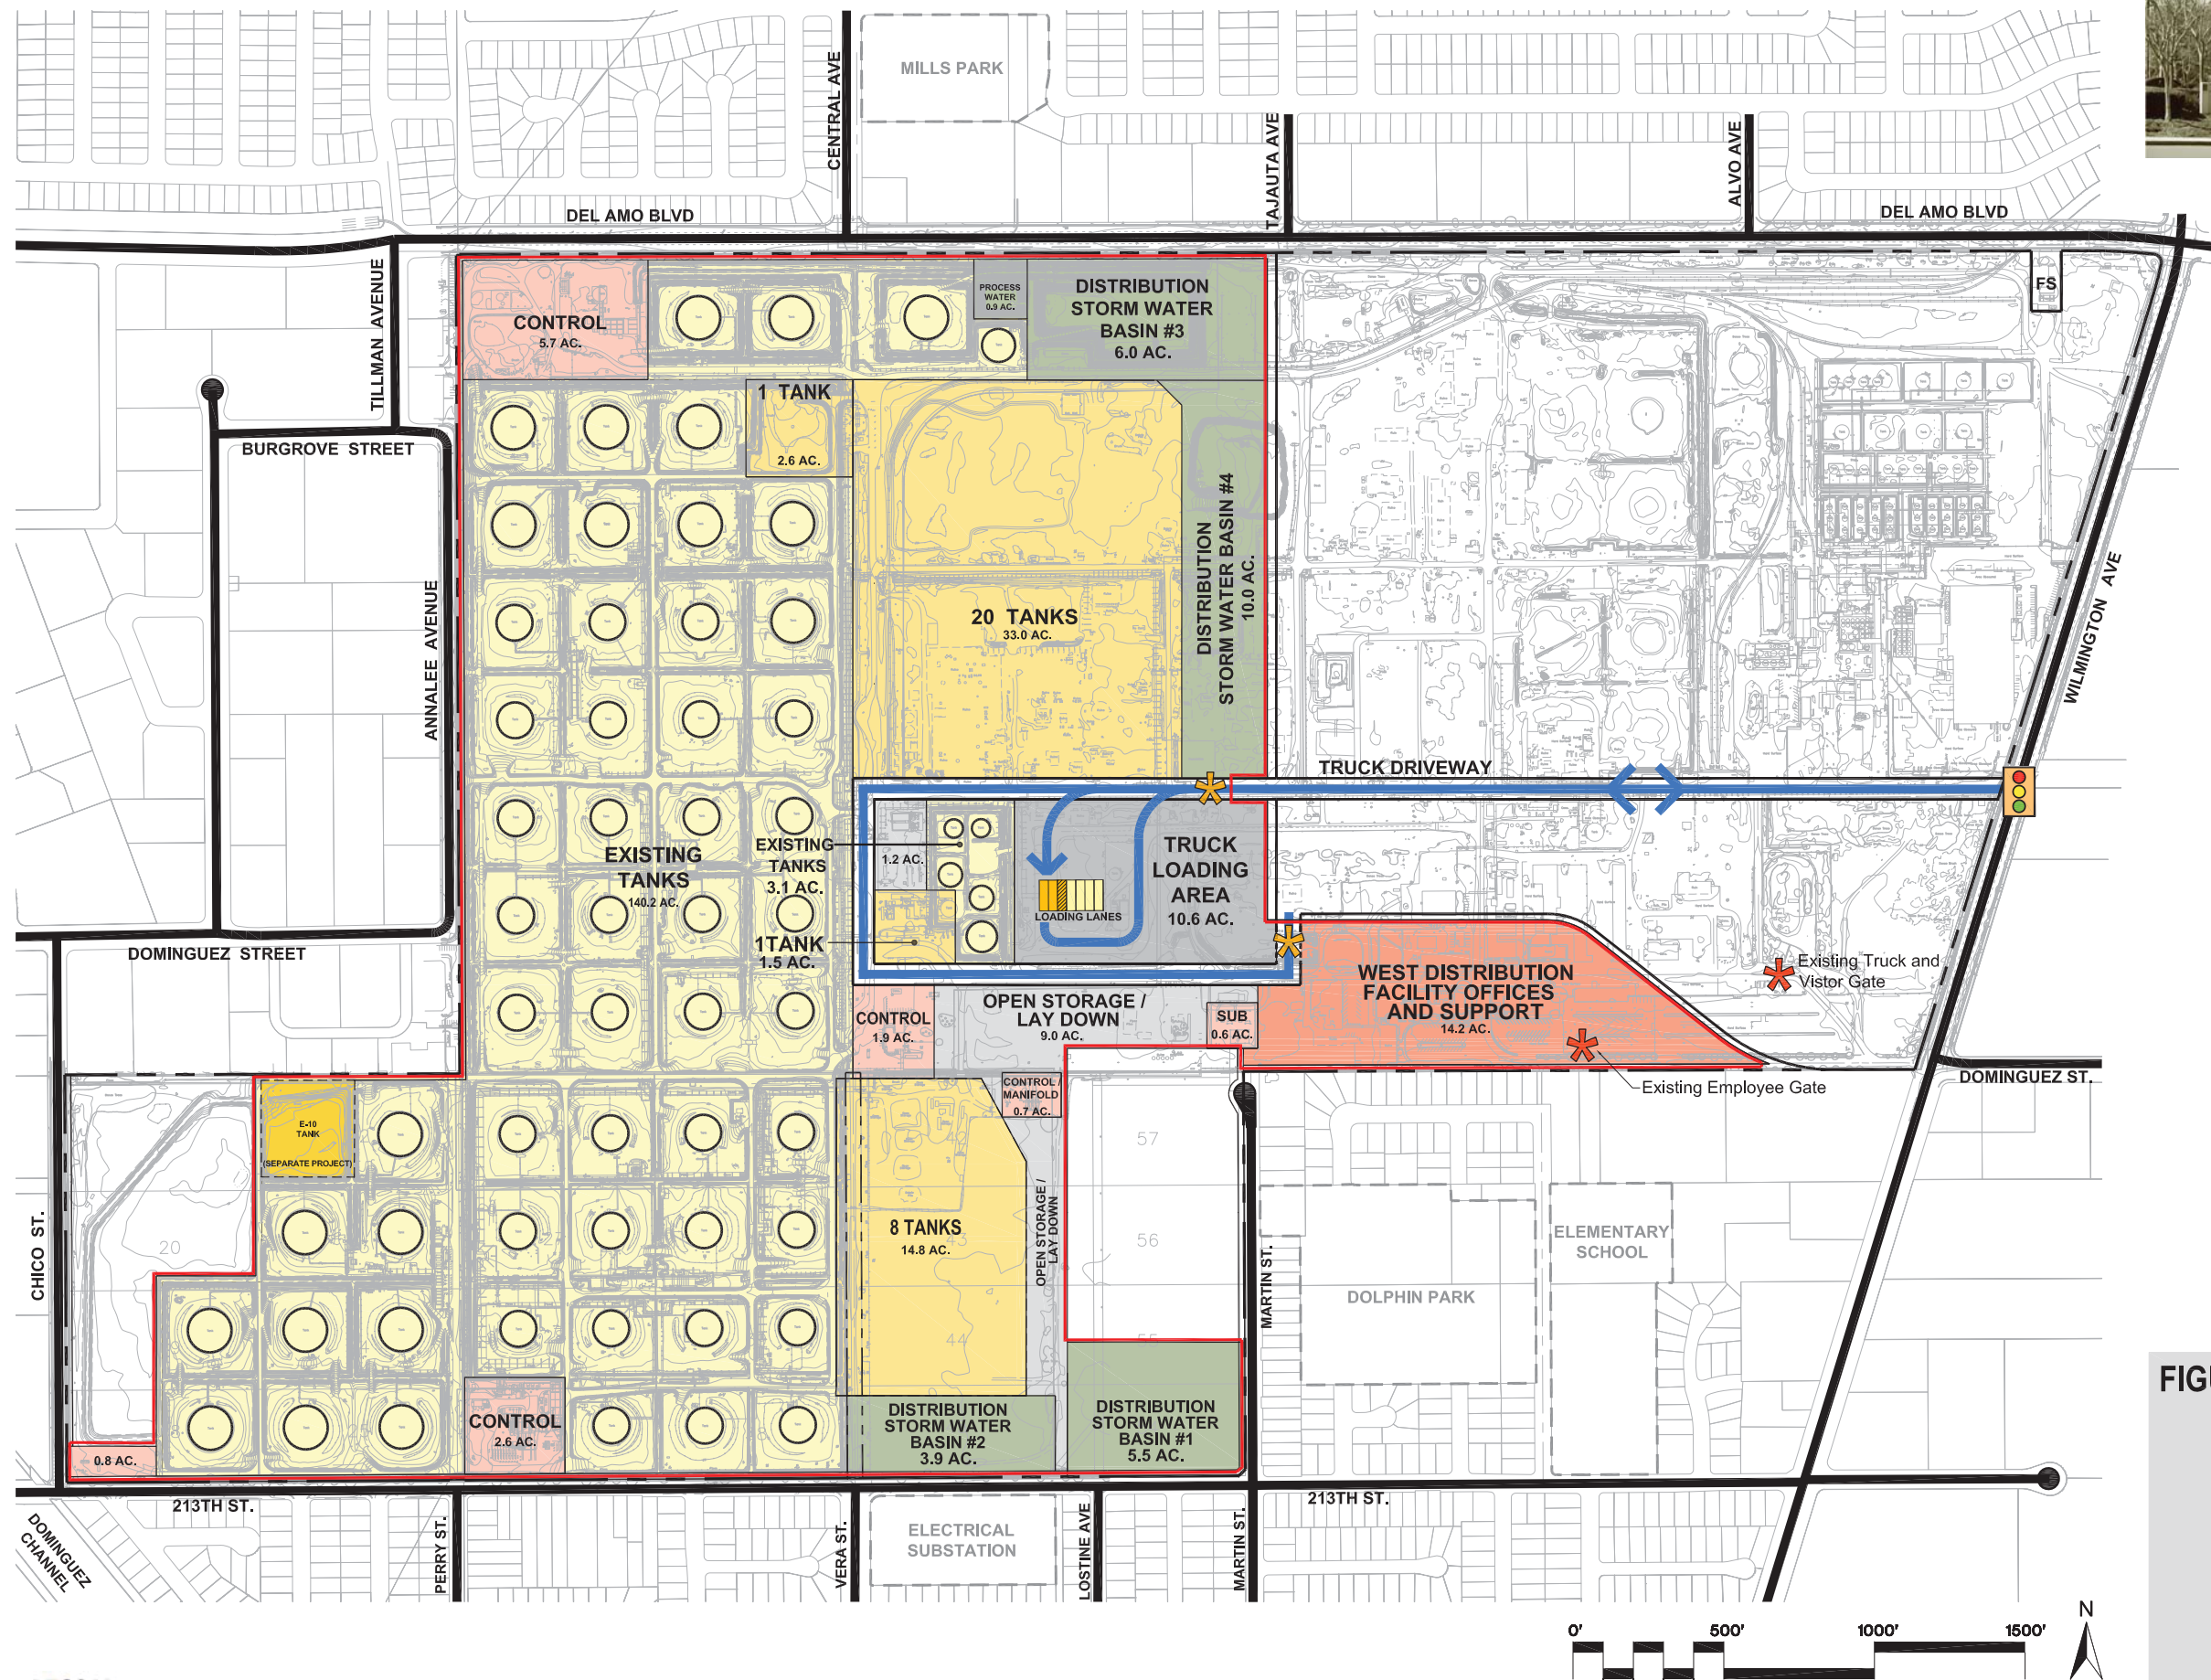 MILLS PARK
CENTRAL AVE
TAJAUTA AVE
ALVO AVE
DEL AMO BLVD
DEL AMO BLVD
TILLMAN AVENUE
CONTROL
5.7 AC.
PROCESS
WATER
0.9 AC.
DISTRIBUTION
STORM WATER
BASIN #3
6.0 AC.
FS
1 TANK
2.6 AC.
BURGROVE STREET
ANNALEE AVENUE
20 TANKS
33.0 AC.
DISTRIBUTION
STORM WATER BASIN #4
10.0 AC.
WILMINGTON AVE
TRUCK DRIVEWAY
EXISTING
TANKS
140.2 AC.
EXISTING
TANKS
3.1 AC.
1.2 AC.
TRUCK
LOADING
AREA
10.6 AC.
LOADING LANES
1TANK
1.5 AC.
DOMINGUEZ STREET
WEST DISTRIBUTION
FACILITY OFFICES
AND SUPPORT
14.2 AC.
Existing Truck and
Vistor Gate
CONTROL
1.9 AC.
OPEN STORAGE /
LAY DOWN
9.0 AC.
SUB
0.6 AC.
Existing Employee Gate
DOMINGUEZ ST.
CONTROL /
MANIFOLD
0.7 AC.
E-10
TANK
(SEPARATE PROJECT)
57
56
55
20
43
44
8 TANKS
14.8 AC.
OPEN STORAGE /
LAY DOWN
CHICO ST.
MARTIN ST.
ELEMENTARY
SCHOOL
DOLPHIN PARK
CONTROL
2.6 AC.
DISTRIBUTION
STORM WATER
BASIN #2
3.9 AC.
DISTRIBUTION
STORM WATER
BASIN #1
5.5 AC.
0.8 AC.
213TH ST.
213TH ST.
DOMINGUEZ
CHANNEL
PERRY ST.
VERA ST.
ELECTRICAL
SUBSTATION
LOSTINE AVE
MARTIN ST.
0' 500' 1000' 1500'
N